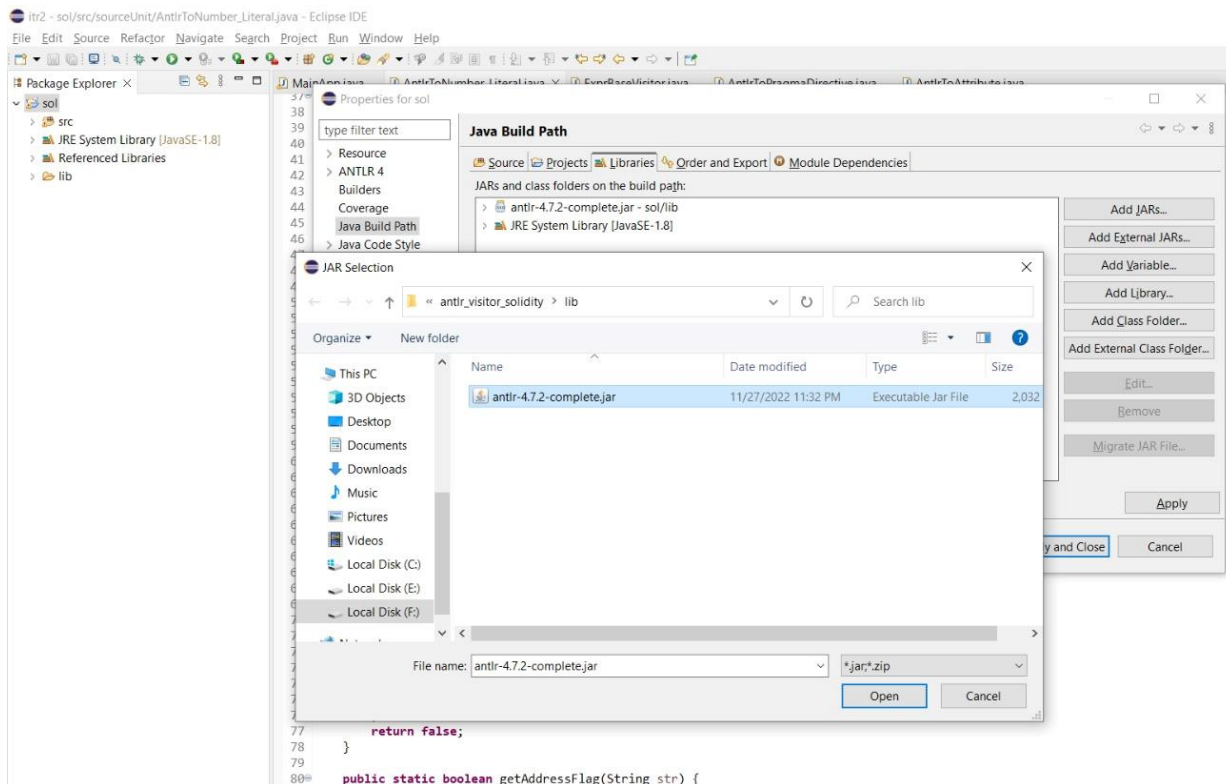 itr2 - sol/src/sourceUnit/AntlrToNumber_Literal.java - Eclipse IDE
File Edit Source Refactor Navigate Search Project Run Window Help
Package Explorer
sol
src
JRE System Library [JavaSE-1.8]
Referenced Libraries
lib
MainApp.java AntlrToNumber_Literal.java ExprBaseVisitor.java AntlrToPragmaDirective.java AntlrToAttribute.java
37
38
39
40
41
42
43
44
45
46
Properties for sol
type filter text
Resource
ANTLR 4
Builders
Coverage
Java Build Path
Java Code Style
Java Build Path
Source Projects Libraries Order and Export Module Dependencies
JARs and class folders on the build path:
antlr-4.7.2-complete.jar - sol/lib
JRE System Library [JavaSE-1.8]
Add JARs...
Add External JARs...
Add Variable...
Add Library...
Add Class Folder...
Add External Class Folder...
Edit...
Remove
Migrate JAR File...
Apply
y and Close Cancel
JAR Selection
« antlr_visitor_solidity > lib
Search lib
Organize New folder
This PC
3D Objects
Desktop
Documents
Downloads
Music
Pictures
Videos
Local Disk (C:)
Local Disk (E:)
Local Disk (F:)
Name Date modified Type Size
antlr-4.7.2-complete.jar 11/27/2022 11:32 PM Executable Jar File 2,032
File name: antlr-4.7.2-complete.jar *.jar;*.zip
Open Cancel
77 return false;
78 }
79
80 public static boolean getAddressFlag(String str) {